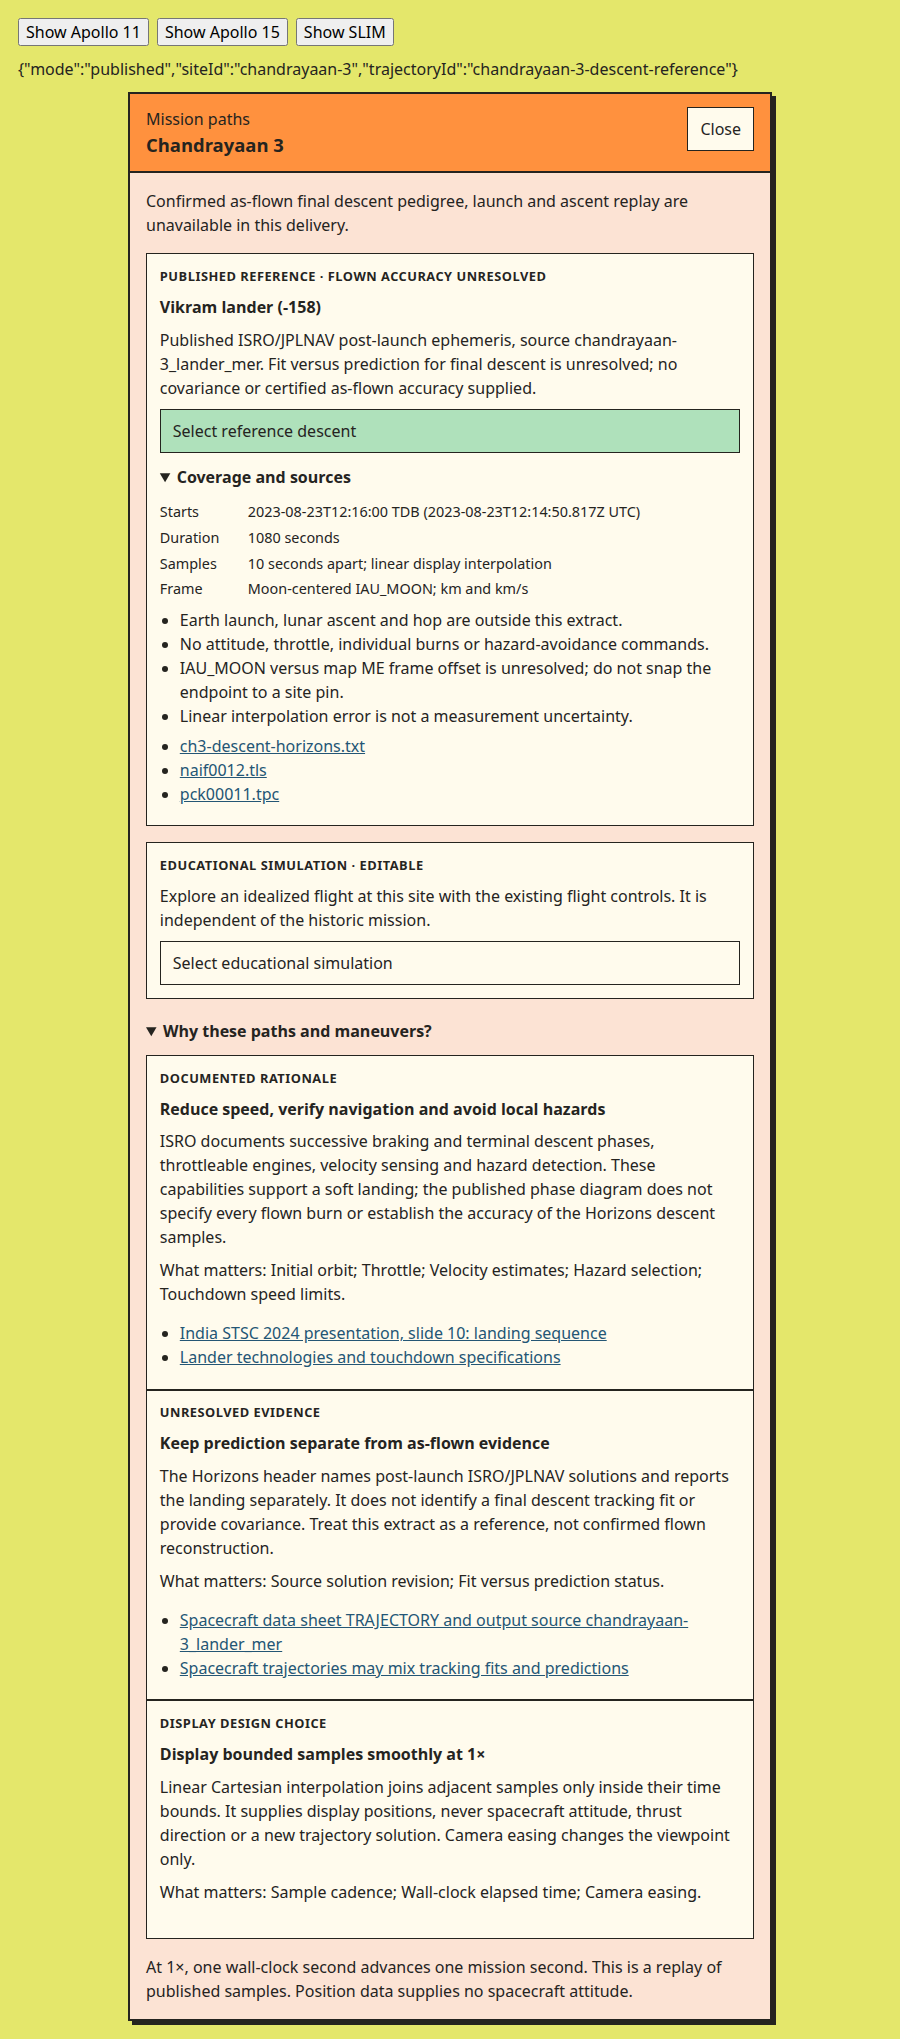 Show Apollo 11 Show Apollo 15 Show SLIM
{"mode":"published","siteId":"chandrayaan-3","trajectoryId":"chandrayaan-3-descent-reference"}
Mission paths
Chandrayaan 3
Close
Confirmed as-flown final descent pedigree, launch and ascent replay are
unavailable in this delivery.
PUBLISHED REFERENCE · FLOWN ACCURACY UNRESOLVED
Vikram lander (-158)
Published ISRO/JPLNAV post-launch ephemeris, source chandrayaan-
3_lander_mer. Fit versus prediction for final descent is unresolved; no
covariance or certified as-flown accuracy supplied.
Select reference descent
▼ Coverage and sources
Starts 2023-08-23T12:16:00 TDB (2023-08-23T12:14:50.817Z UTC)
Duration 1080 seconds
Samples 10 seconds apart; linear display interpolation
Frame Moon-centered IAU_MOON; km and km/s
• Earth launch, lunar ascent and hop are outside this extract.
• No attitude, throttle, individual burns or hazard-avoidance commands.
• IAU_MOON versus map ME frame offset is unresolved; do not snap the
endpoint to a site pin.
• Linear interpolation error is not a measurement uncertainty.
• ch3-descent-horizons.txt
• naif0012.tls
• pck00011.tpc
EDUCATIONAL SIMULATION · EDITABLE
Explore an idealized flight at this site with the existing flight controls. It is
independent of the historic mission.
Select educational simulation
▼ Why these paths and maneuvers?
DOCUMENTED RATIONALE
Reduce speed, verify navigation and avoid local hazards
ISRO documents successive braking and terminal descent phases,
throttleable engines, velocity sensing and hazard detection. These
capabilities support a soft landing; the published phase diagram does not
specify every flown burn or establish the accuracy of the Horizons descent
samples.
What matters: Initial orbit; Throttle; Velocity estimates; Hazard selection;
Touchdown speed limits.
• India STSC 2024 presentation, slide 10: landing sequence
• Lander technologies and touchdown specifications
UNRESOLVED EVIDENCE
Keep prediction separate from as-flown evidence
The Horizons header names post-launch ISRO/JPLNAV solutions and reports
the landing separately. It does not identify a final descent tracking fit or
provide covariance. Treat this extract as a reference, not confirmed flown
reconstruction.
What matters: Source solution revision; Fit versus prediction status.
• Spacecraft data sheet TRAJECTORY and output source chandrayaan-
3_lander_mer
• Spacecraft trajectories may mix tracking fits and predictions
DISPLAY DESIGN CHOICE
Display bounded samples smoothly at 1×
Linear Cartesian interpolation joins adjacent samples only inside their time
bounds. It supplies display positions, never spacecraft attitude, thrust
direction or a new trajectory solution. Camera easing changes the viewpoint
only.
What matters: Sample cadence; Wall-clock elapsed time; Camera easing.
At 1×, one wall-clock second advances one mission second. This is a replay of
published samples. Position data supplies no spacecraft attitude.